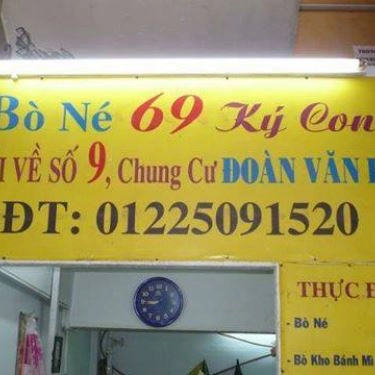 Bò Né 69 Ký Con
I VỀ SỐ 9, Chung Cư ĐOÀN VĂN
ĐT: 01225091520
THỰC Đ
- Bò Né
- Bò Kho Bánh Mì